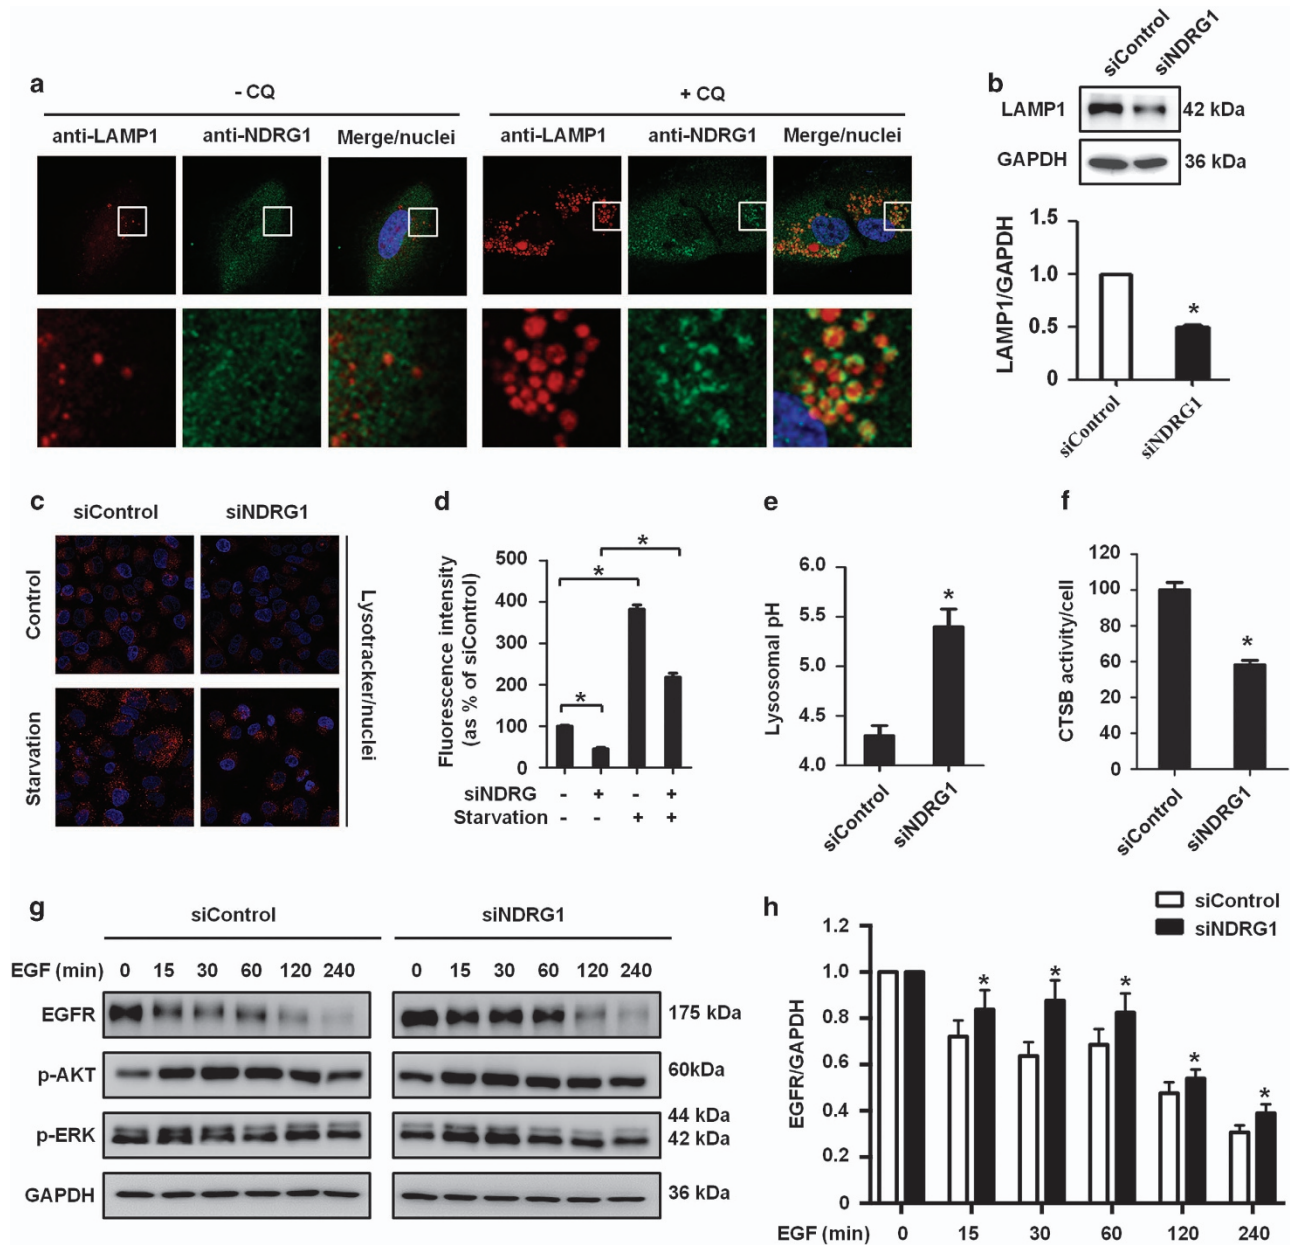 a
- CQ
+ CQ
anti-LAMP1 anti-NDRG1 Merge/nuclei
anti-LAMP1 anti-NDRG1 Merge/nuclei
b
siControl siNDRG1
LAMP1 42 kDa
GAPDH 36 kDa
LAMP1/GAPDH
1.5
1.0
0.5
0
*
siControl siNDRG1
c
siControl siNDRG1
Control
Starvation
Lysotracker/nuclei
d
Fluorescence intensity
(as % of siControl)
500
400
300
200
100
0
*
*
*
siNDRG - + - +
Starvation - - + +
e
Lysosomal pH
6.0
5.5
5.0
4.5
4.0
*
siControl siNDRG1
f
CTSB activity/cell
120
100
60
20
40
0
*
siControl siNDRG1
g
siControl siNDRG1
EGF (min) 0 15 30 60 120 240 0 15 30 60 120 240
EGFR 175 kDa
p-AKT 60kDa
p-ERK 44 kDa
42 kDa
GAPDH 36 kDa
h
siControl
siNDRG1
EGFR/GAPDH
1.2
1.0
0.8
0.6
0.4
0.2
0
* * * * *
EGF (min) 0 15 30 60 120 240